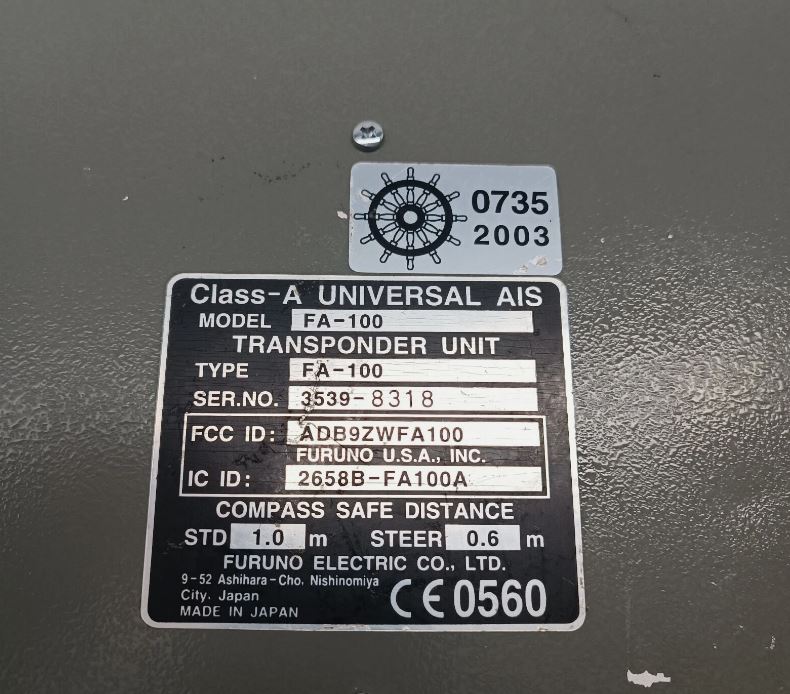 0735
2003
Class-A UNIVERSAL AIS
MODEL FA-100
TRANSPONDER UNIT
TYPE FA-100
SER.NO. 3539-8318
FCC ID: ADB9ZWFA100
FURUNO U.S.A., INC.
IC ID: 2658B-FA100A
COMPASS SAFE DISTANCE
STD 1.0 m STEER 0.6 m
FURUNO ELECTRIC CO., LTD.
9-52 Ashihara-Cho, Nishinomiya
City, Japan
MADE IN JAPAN
CE0560